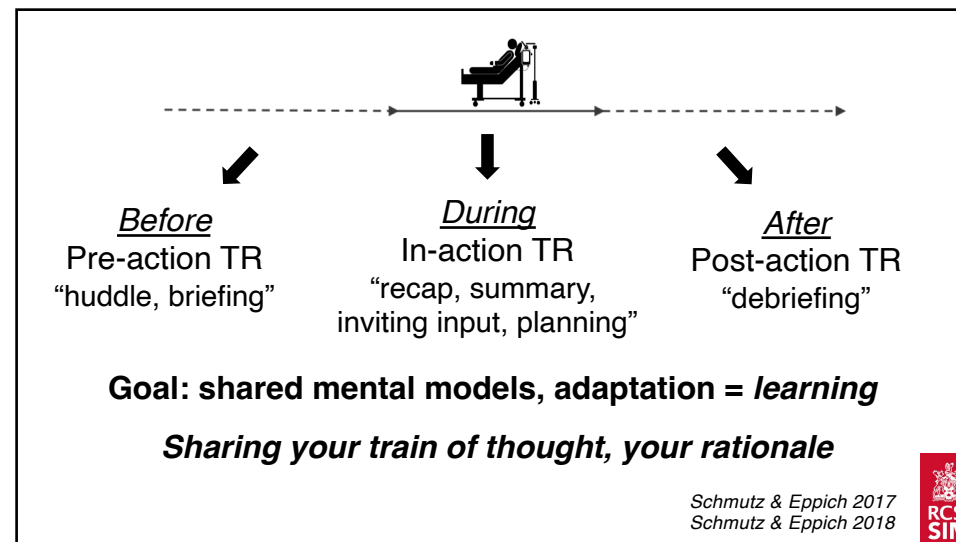 Before
Pre-action TR
“huddle, briefing”
During
In-action TR
“recap, summary,
inviting input, planning”
After
Post-action TR
“debriefing”
Goal: shared mental models, adaptation = learning
Sharing your train of thought, your rationale
Schmutz & Eppich 2017
Schmutz & Eppich 2018
RCS
SIM